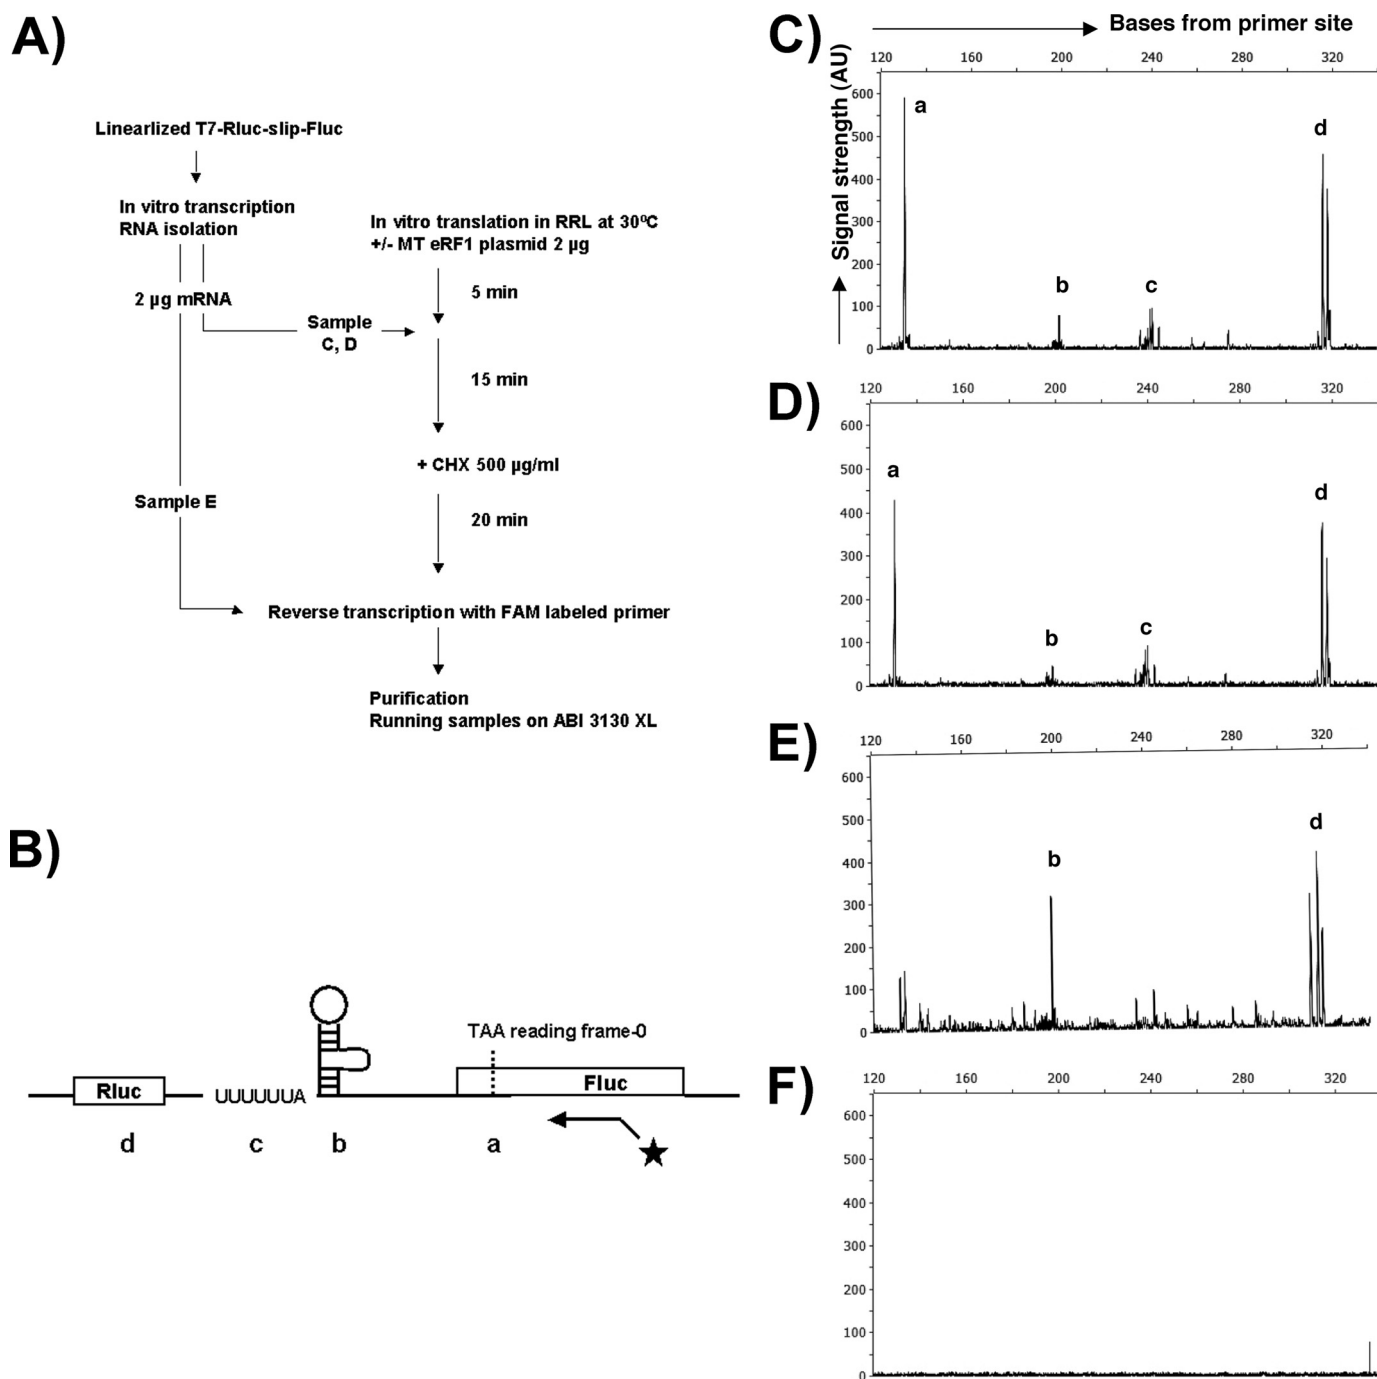 A)
Linearlized T7-Rluc-slip-Fluc
In vitro transcription
RNA isolation
In vitro translation in RRL at 30ºC
+/- MT eRF1 plasmid 2 µg
2 µg mRNA
5 min
Sample
C, D
15 min
+ CHX 500 µg/ml
Sample E
20 min
Reverse transcription with FAM labeled primer
Purification
Running samples on ABI 3130 XL
B)
TAA reading frame-0
Rluc
UUUUUUA
Fluc
d
c
b
a
C)
Bases from primer site
Signal strength (AU)
120 160 200 240 280 320
600
500
400
300
200
100
0
a
b
c
d
D)
120 160 200 240 280 320
600
500
400
300
200
100
0
a
b
c
d
E)
120 160 200 240 280 320
600
500
400
300
200
100
0
b
d
F)
120 160 200 240 280 320
600
500
400
300
200
100
0